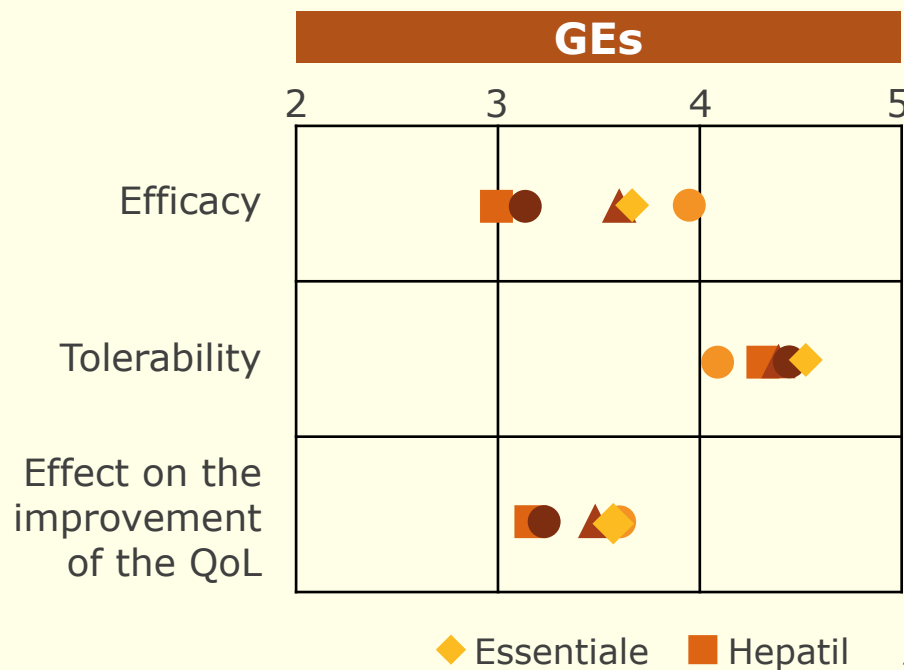 GEs
2 3 4 5
Efficacy
Tolerability
Effect on the
improvement
of the QoL
Essentiale Hepatil